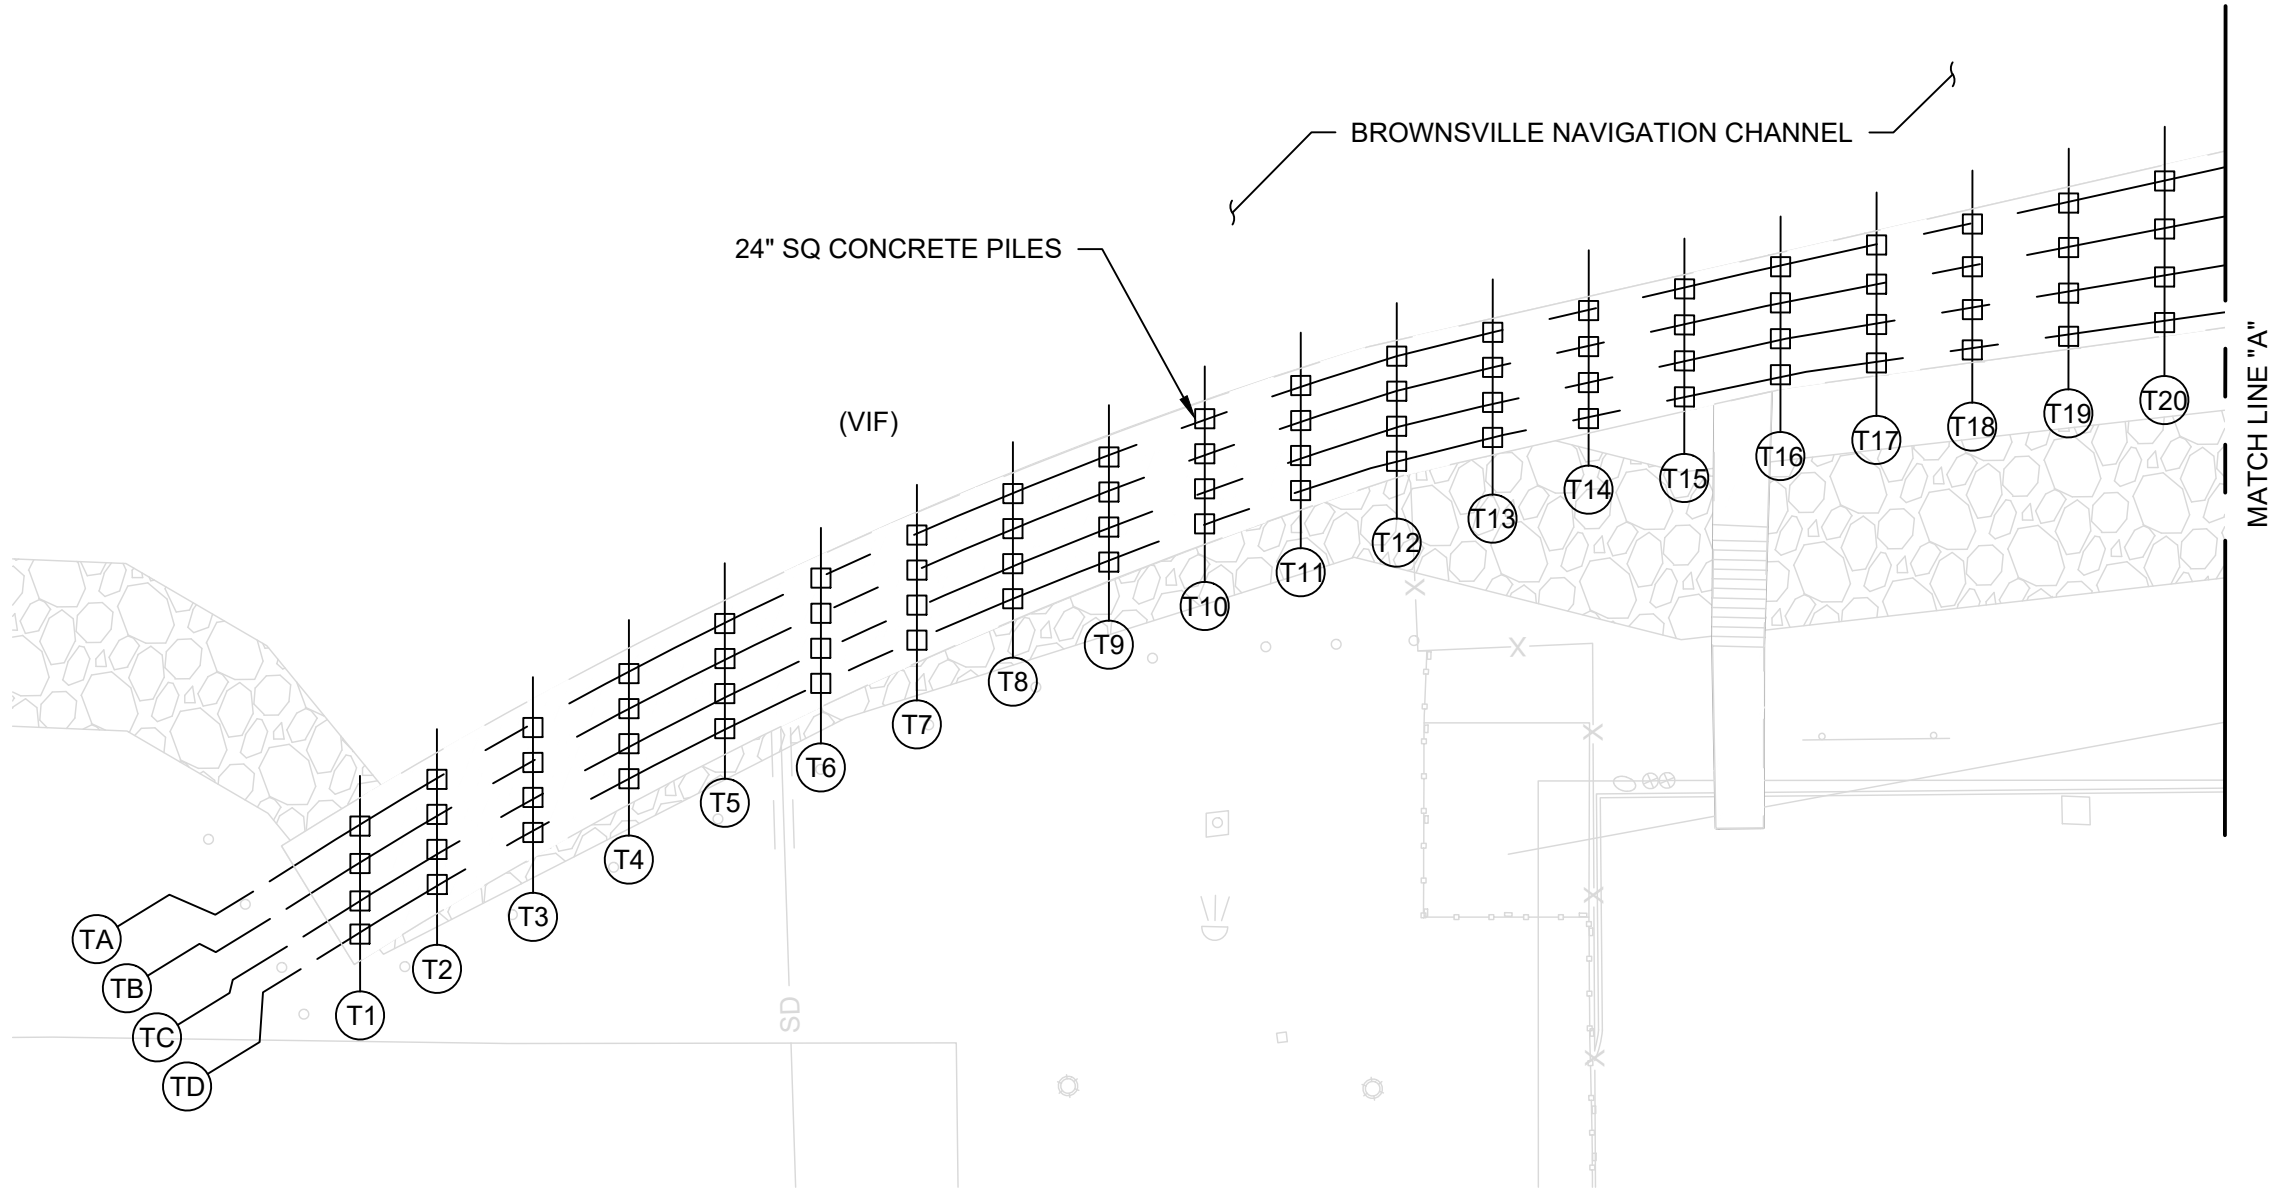 BROWNSVILLE NAVIGATION CHANNEL
24" SQ CONCRETE PILES
(VIF)
MATCH LINE "A"
T20
T19
T18
T17
T16
T15
T14
T13
T12
T11
T10
T9
T8
T7
T6
T5
T4
T3
T2
T1
TA
TB
TC
TD
SD
X
X
X
X
X